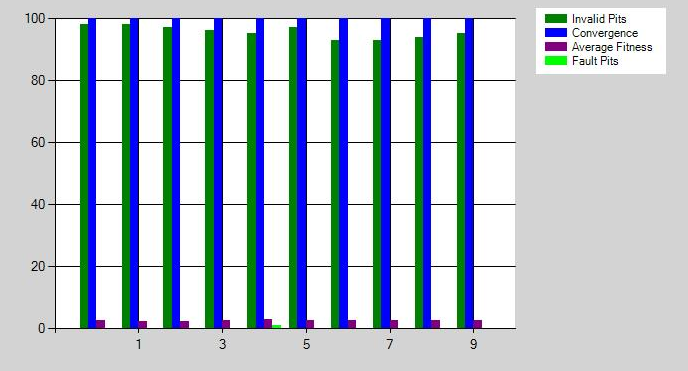 100
80
60
40
20
0
1 3 5 7 9
Invalid Pits
Convergence
Average Fitness
Fault Pits